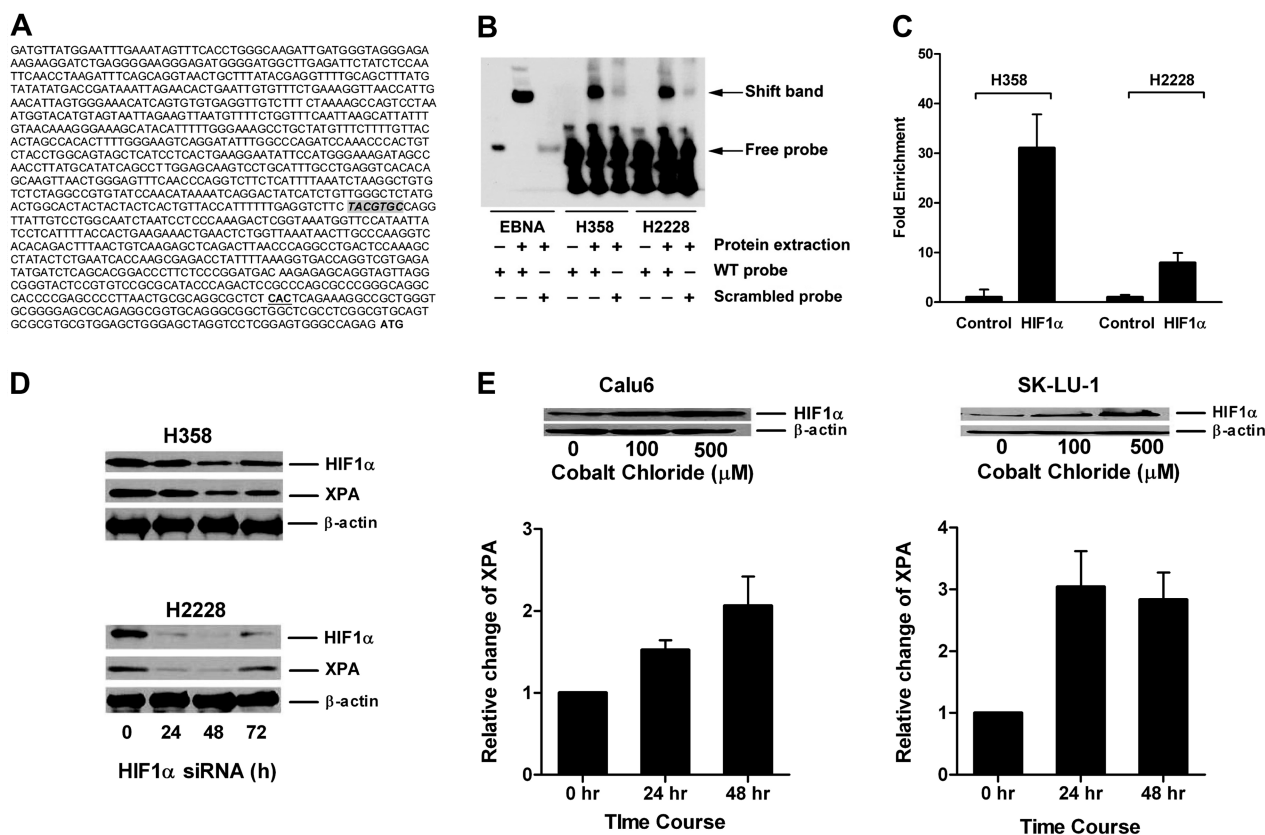 A
GATGTTATGGAATTTGAAATAGTTTCACCTGGGCAAGATTGATGGGTAGGGAGA
AAGAAGGATCTGAGGGGAAGGGAGATGGGGATGGCTTGAGATTCTATCTCCAA
TTCAACCTAAGATTTCAGCAGGTAACTGCTTTATACGAGGTTTTGCAGCTTTATG
TATATATGACCGATAAATTAGAACACTGAATTGTGTTTCTGAAAGGTTAACCATTG
AACATTAGTGGGAAACATCAGTGTGTGAGGTTGTCTTT CTAAAAGCCAGTCCTAA
ATGGTACATGTAGTAATTAGAAGTTAATGTTTTCTGGTTTCAATTAAGCATTATTT
GTAACAAAGGGAAAGCATACATTTTTGGGAAAGCCTGCTATGTTTCTTTTGTTAC
ACTAGCCACACTTTTGGGAAGTCAGGATATTTGGCCCAGATCCAAACCCACTGT
CTACCTGGCAGTAGCTCATCCTCACTGAAGGAATATTCCATGGGAAAGATAGCC
AACCTTATGCATATCAGCCTTGGAGCAAGTCCTGCATTTGCCTGAGGTCACACA
GCAAGTTAACTGGGAGTTTCAACCCAGGTCTTCTCATTTTAAATCTAAGGCTGTG
TCTCTAGGCCGTGTATCCAACATAAAATCAGGACTATCATCTGTTGGGCTCTATG
ACTGGCACTACTACTACTCACTGTTACCATTTTTTGAGGTCTTC TACGTGCCCAGG
TTATTGTCCTGGCAATCTAATCCTCCCAAAGACTCGGTAAATGGTTCCATAATTA
TCCTCATTTTACCACTGAAGAAACTGAACTCTGGTTAAATAACTTGCCCAAGGTC
ACACAGACTTTAACTGTCAAGAGCTCAGACTTAACCCAGGCCTGACTCCAAAGC
CTATACTCTGAATCACCAAGCGAGACCTATTTTAAAGGTGACCAGGTCGTGAGA
TATGATCTCAGCACGGACCCTTCTCCCGGATGAC AAGAGAGCAGGTAGTTAGG
CGGGTACTCCGTGTCCGCGCATACCCAGACTCCGCCCAGCGCCCGGGCAGGC
CACCCCGAGCCCCTTAACTGCGCAGGCGCTCT CACTCAGAAAGGCCGCTGGGT
GCGGGGAGCGCAGAGGCGGTGCAGGGCGGCTGGCTCGCCTCGGCGTGCAGT
GCGCGTGCGTGGAGCTGGGAGCTAGGTCCTCGGAGTGGGCCAGAG ATG
B
Shift band
Free probe
EBNA H358 H2228
– + + – + + – + + Protein extraction
+ + – + + – + + – WT probe
– – + – – + – – + Scrambled probe
C
Fold Enrichment
50
40
30
20
10
0
H358 H2228
Control HIF1α Control HIF1α
D
H358
HIF1α
XPA
β-actin
H2228
HIF1α
XPA
β-actin
0 24 48 72
HIF1α siRNA (h)
E
Calu6
HIF1α
β-actin
0 100 500
Cobalt Chloride (μM)
Relative change of XPA
3
2
1
0
0 hr 24 hr 48 hr
TIme Course
SK-LU-1
HIF1α
β-actin
0 100 500
Cobalt Chloride (μM)
Relative change of XPA
4
3
2
1
0
0 hr 24 hr 48 hr
Time Course